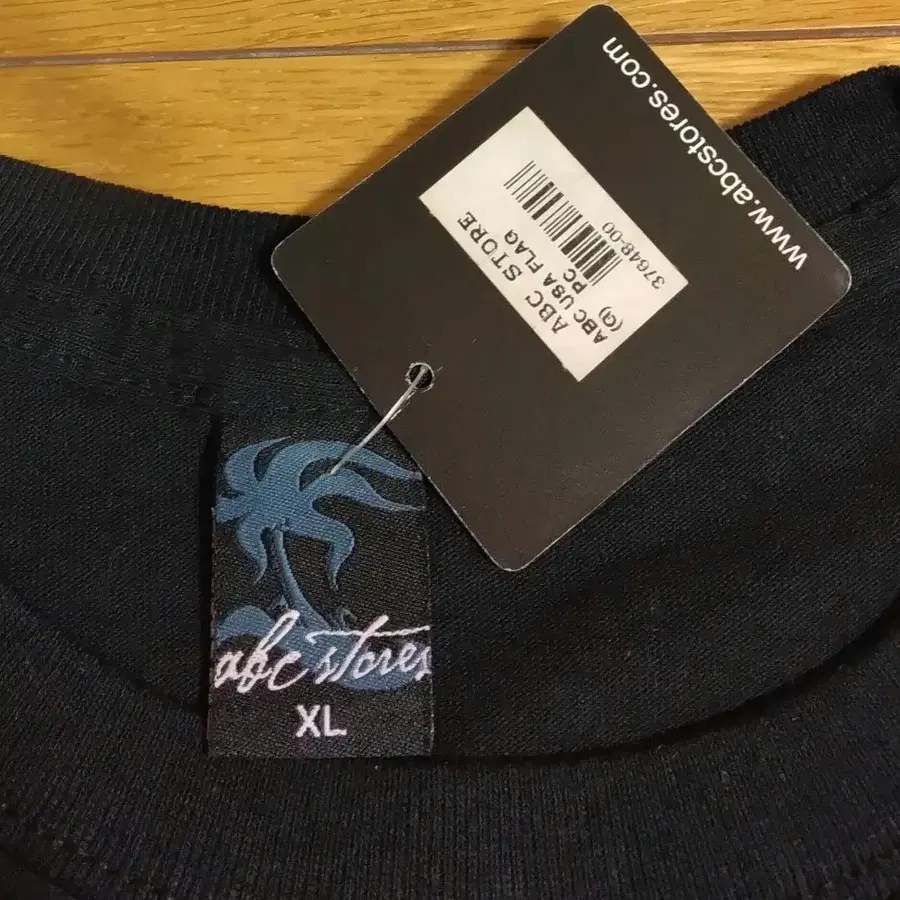 www.abcstores.com
37648-00
ABC STORE
ABC USA FLAG
(G) PC
abc stores
XL